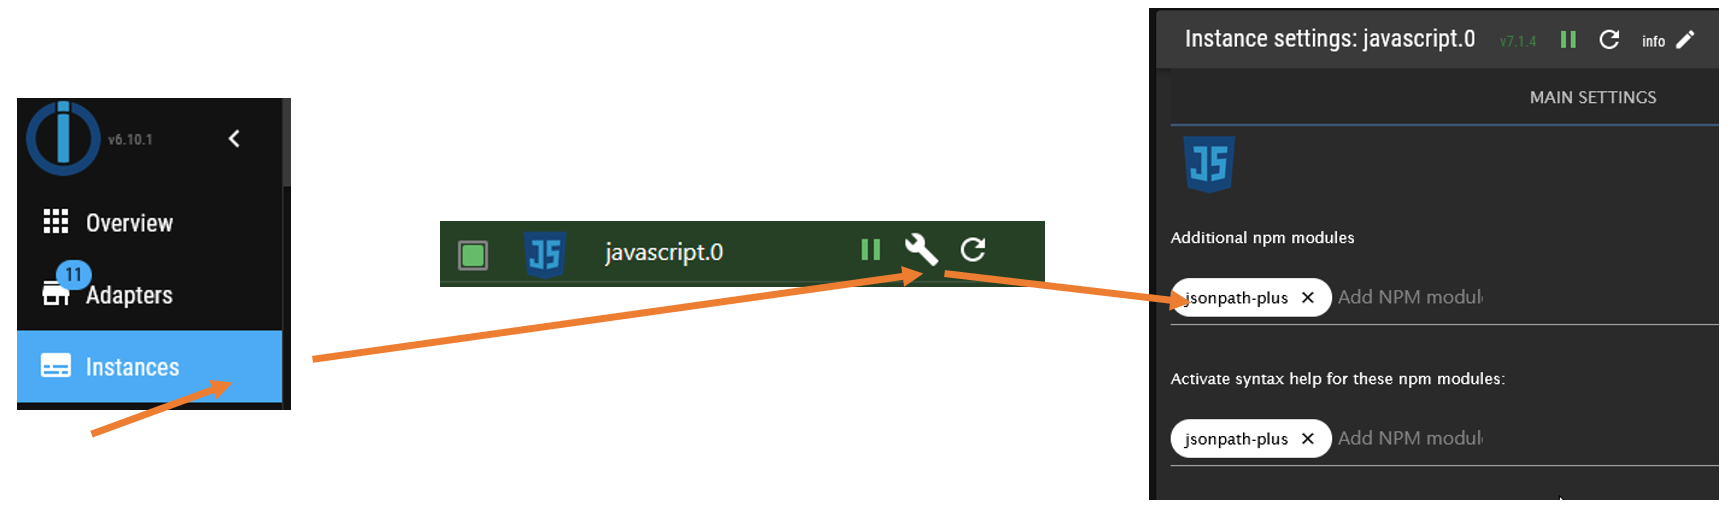 v6.10.1
Overview
11
Adapters
Instances
JS
javascript.0
Instance settings: javascript.0 v7.1.4 info
MAIN SETTINGS
JS
Additional npm modules
jsonpath-plus × Add NPM modul
Activate syntax help for these npm modules:
jsonpath-plus × Add NPM modul